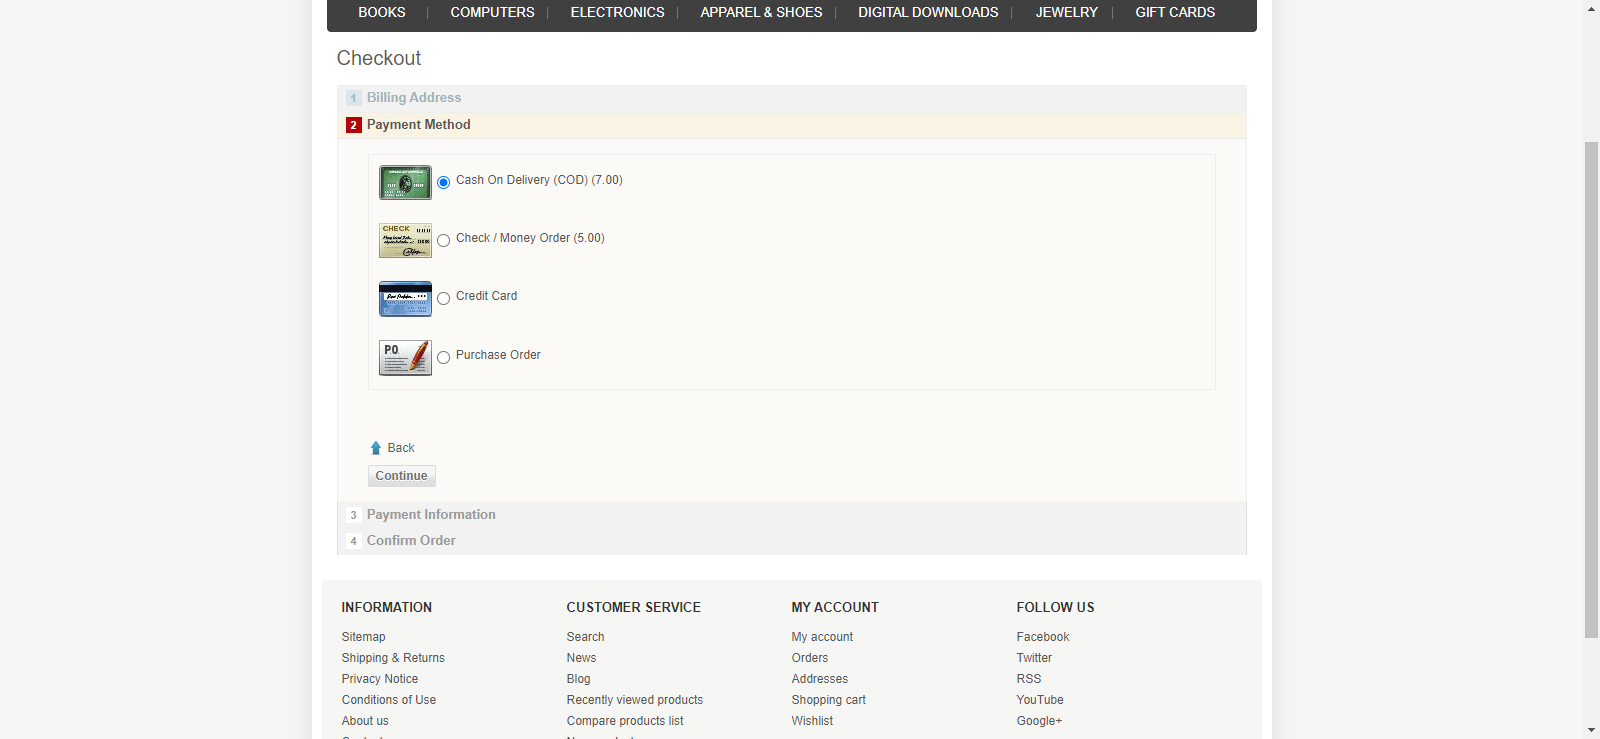 BOOKS | COMPUTERS | ELECTRONICS | APPAREL & SHOES | DIGITAL DOWNLOADS | JEWELRY | GIFT CARDS
Checkout
1 Billing Address
2 Payment Method
Cash On Delivery (COD) (7.00)
CHECK
Check / Money Order (5.00)
Credit Card
P.O.
Purchase Order
Back
Continue
3 Payment Information
4 Confirm Order
INFORMATION
Sitemap
Shipping & Returns
Privacy Notice
Conditions of Use
About us
CUSTOMER SERVICE
Search
News
Blog
Recently viewed products
Compare products list
MY ACCOUNT
My account
Orders
Addresses
Shopping cart
Wishlist
FOLLOW US
Facebook
Twitter
RSS
YouTube
Google+